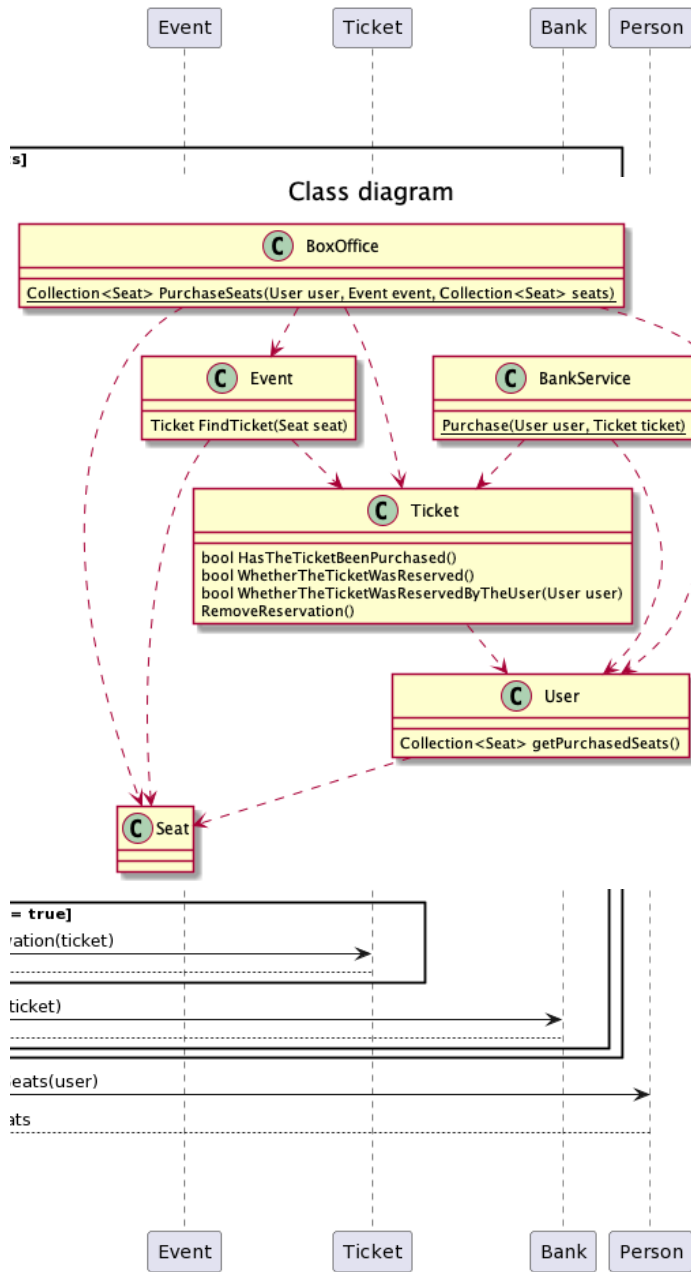 Event Ticket Bank Person
s]
Class diagram
C BoxOffice
Collection<Seat> PurchaseSeats(User user, Event event, Collection<Seat> seats)
C Event
C BankService
Ticket FindTicket(Seat seat)
Purchase(User user, Ticket ticket)
C Ticket
bool HasTheTicketBeenPurchased()
bool WhetherTheTicketWasReserved()
bool WhetherTheTicketWasReservedByTheUser(User user)
RemoveReservation()
C User
Collection<Seat> getPurchasedSeats()
C Seat
= true]
vation(ticket)
ticket)
eats(user)
ats
Event Ticket Bank Person